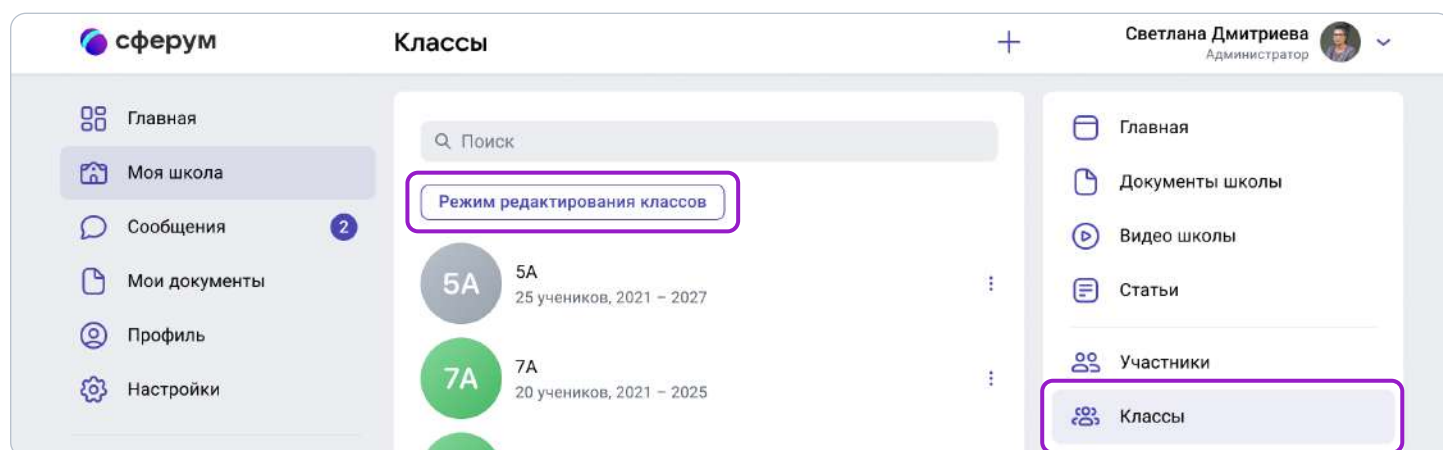 сферум
Классы
+
Светлана Дмитриева
Администратор
Главная
Моя школа
Сообщения
2
Мои документы
Профиль
Настройки
Поиск
Режим редактирования классов
5А
5А
25 учеников, 2021 – 2027
7А
7А
20 учеников, 2021 – 2025
Главная
Документы школы
Видео школы
Статьи
Участники
Классы